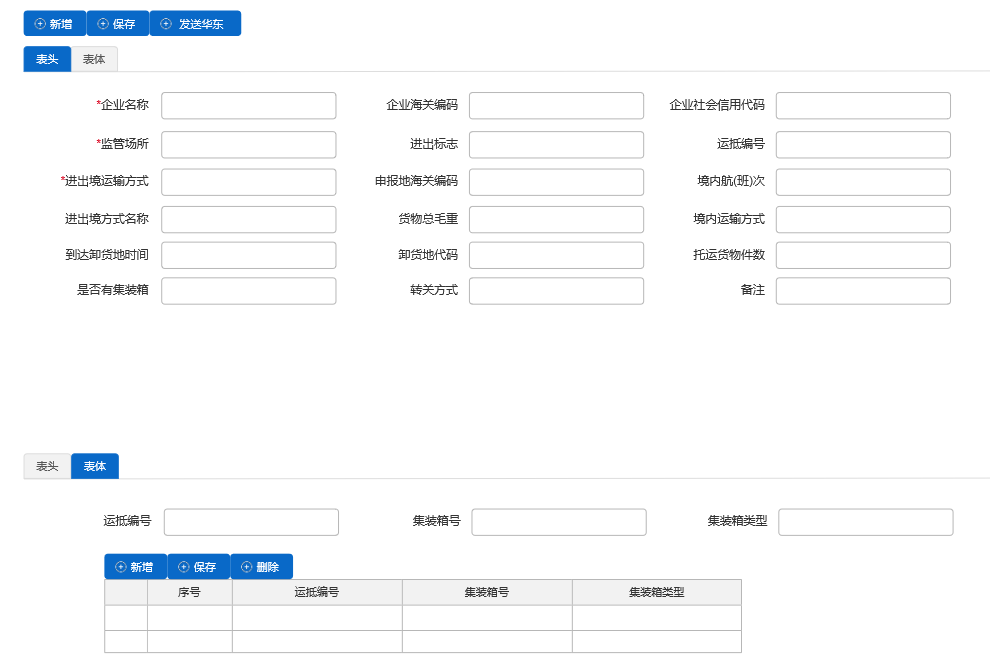 新增 保存 发送华东
表头 表体
*企业名称 企业海关编码 企业社会信用代码
*监管场所 进出标志 运抵编号
*进出境运输方式 申报地海关编码 境内航(班)次
进出境方式名称 货物总毛重 境内运输方式
到达卸货地时间 卸货地代码 托运货物件数
是否有集装箱 转关方式 备注
表头 表体
运抵编号 集装箱号 集装箱类型
新增 保存 删除
序号 运抵编号 集装箱号 集装箱类型